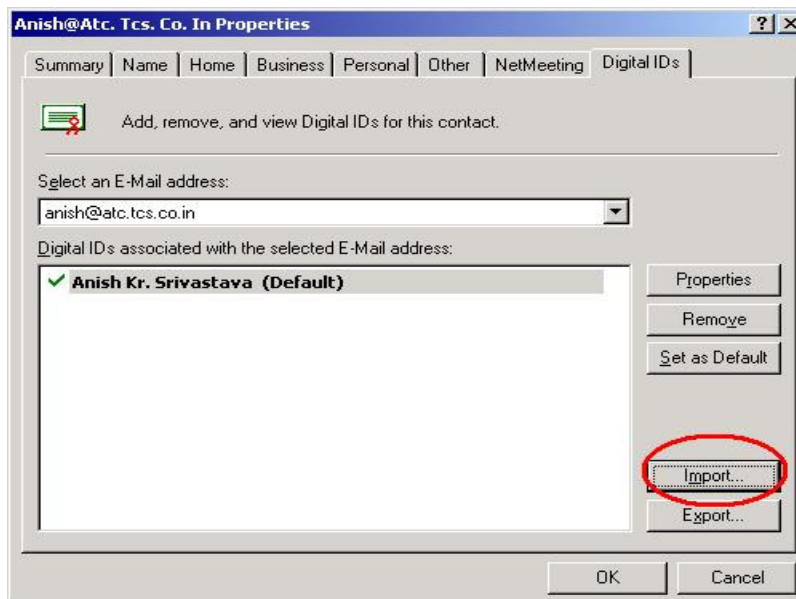 Anish@Atc. Tcs. Co. In Properties
Summary Name Home Business Personal Other NetMeeting Digital IDs
Add, remove, and view Digital IDs for this contact.
Select an E-Mail address:
anish@atc.tcs.co.in
Digital IDs associated with the selected E-Mail address:
Anish Kr. Srivastava (Default)
Properties
Remove
Set as Default
Import...
Export...
OK Cancel